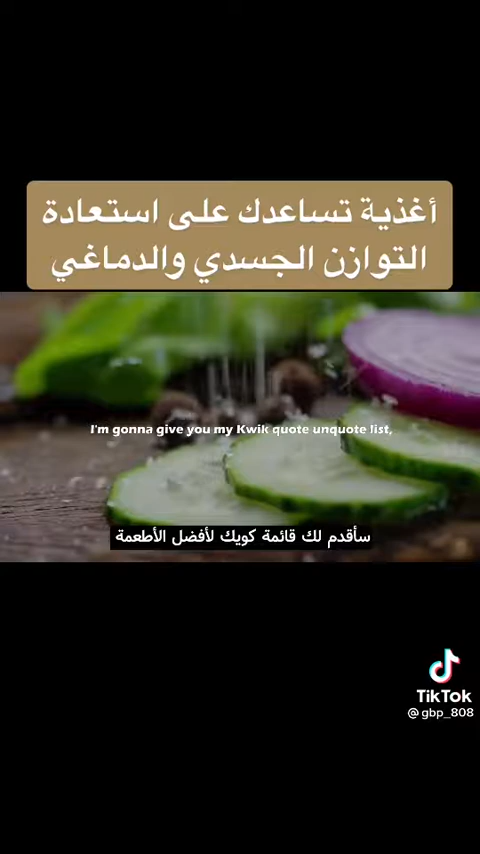 أغذية تساعدك على استعادة
التوازن الجسدي والدماغي
I'm gonna give you my Kwik quote unquote list,
سأقدم لك قائمة كويك لأفضل الأطعمة
TikTok
@gbp_808